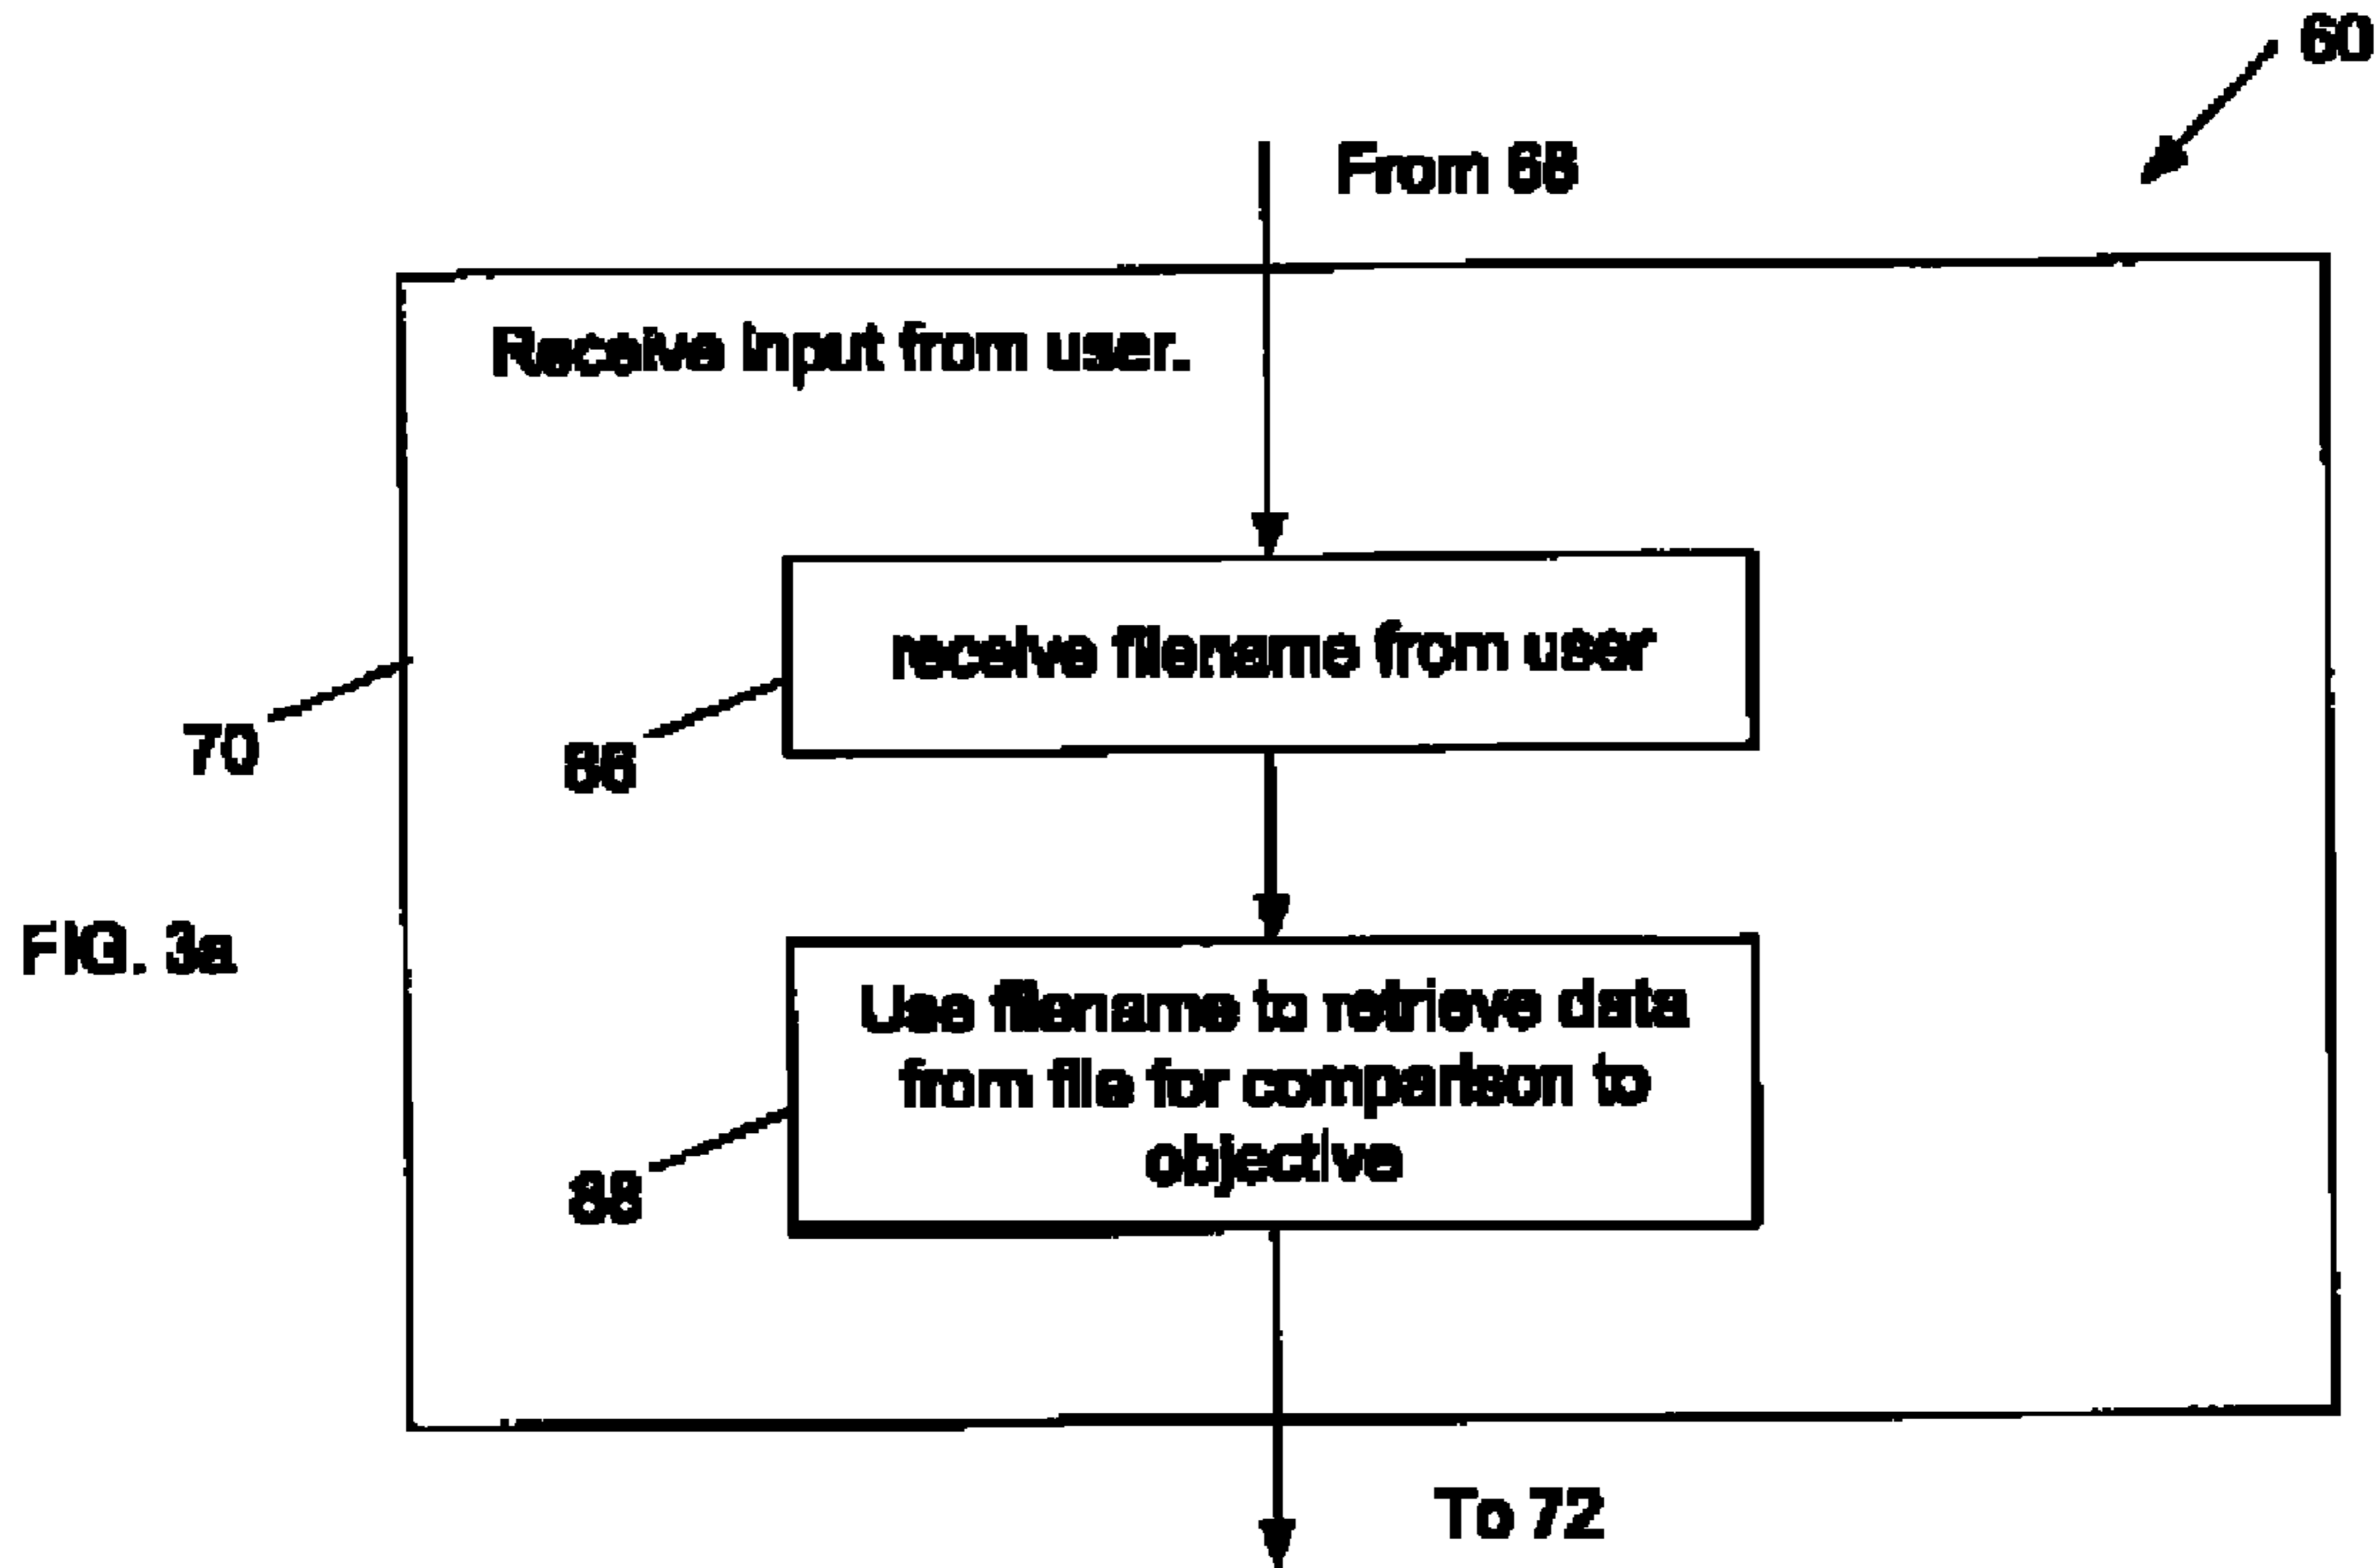 60
From 68
Receive input from user.
receive filename from user
70
86
FIG. 3a
Use filename to retrieve data
from file for comparison to
objective
88
To 72